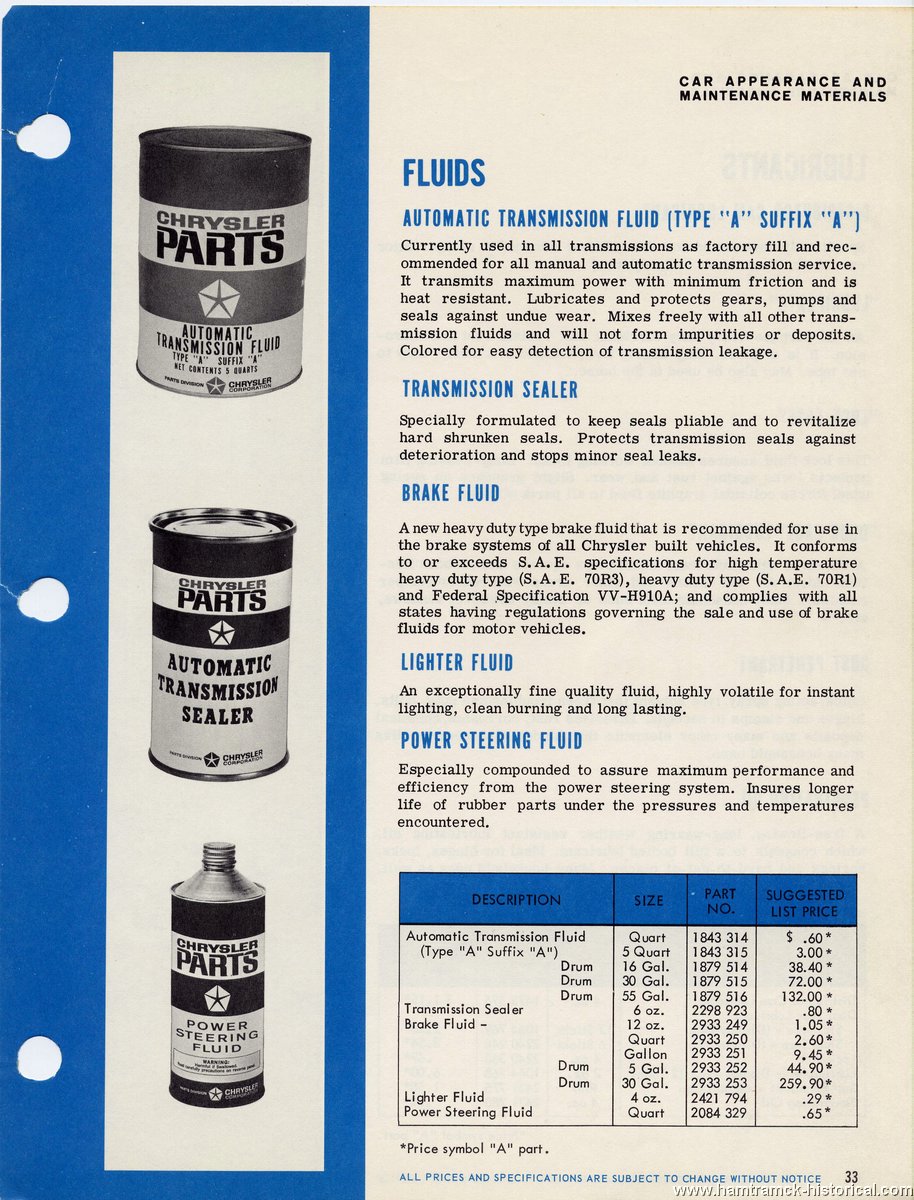 CAR APPEARANCE AND
MAINTENANCE MATERIALS
FLUIDS
AUTOMATIC TRANSMISSION FLUID (TYPE "A" SUFFIX "A")
Currently used in all transmissions as factory fill and rec-
ommended for all manual and automatic transmission service.
It transmits maximum power with minimum friction and is
heat resistant. Lubricates and protects gears, pumps and
seals against undue wear. Mixes freely with all other trans-
mission fluids and will not form impurities or deposits.
Colored for easy detection of transmission leakage.
TRANSMISSION SEALER
Specially formulated to keep seals pliable and to revitalize
hard shrunken seals. Protects transmission seals against
deterioration and stops minor seal leaks.
BRAKE FLUID
A new heavy duty type brake fluid that is recommended for use in
the brake systems of all Chrysler built vehicles. It conforms
to or exceeds S.A.E. specifications for high temperature
heavy duty type (S.A.E. 70R3), heavy duty type (S.A.E. 70R1)
and Federal Specification VV-H910A; and complies with all
states having regulations governing the sale and use of brake
fluids for motor vehicles.
LIGHTER FLUID
An exceptionally fine quality fluid, highly volatile for instant
lighting, clean burning and long lasting.
POWER STEERING FLUID
Especially compounded to assure maximum performance and
efficiency from the power steering system. Insures longer
life of rubber parts under the pressures and temperatures
encountered.
DESCRIPTION SIZE PART NO. SUGGESTED LIST PRICE
Automatic Transmission Fluid Quart 1843 314 $ .60*
(Type "A" Suffix "A") 5 Quart 1843 315 3.00*
Drum 16 Gal. 1879 514 38.40*
Drum 30 Gal. 1879 515 72.00*
Drum 55 Gal. 1879 516 132.00*
Transmission Sealer 6 oz. 2298 923 .80*
Brake Fluid - 12 oz. 2933 249 1.05*
Quart 2933 250 2.60*
Gallon 2933 251 9.45*
Drum 5 Gal. 2933 252 44.90*
Drum 30 Gal. 2933 253 259.90*
Lighter Fluid 4 oz. 2421 794 .29*
Power Steering Fluid Quart 2084 329 .65*
*Price symbol "A" part.
ALL PRICES AND SPECIFICATIONS ARE SUBJECT TO CHANGE WITHOUT NOTICE 33
www.hamtramck-historical.com
CHRYSLER
PARTS
AUTOMATIC
TRANSMISSION FLUID
TYPE "A" SUFFIX "A"
NET CONTENTS 5 QUARTS
PARTS DIVISION CHRYSLER
CORPORATION
CHRYSLER
PARTS
AUTOMATIC
TRANSMISSION
SEALER
PARTS DIVISION CHRYSLER
CORPORATION
CHRYSLER
PARTS
POWER
STEERING
FLUID
WARNING:
Harmful if Swallowed.
PARTS DIVISION CHRYSLER
CORPORATION